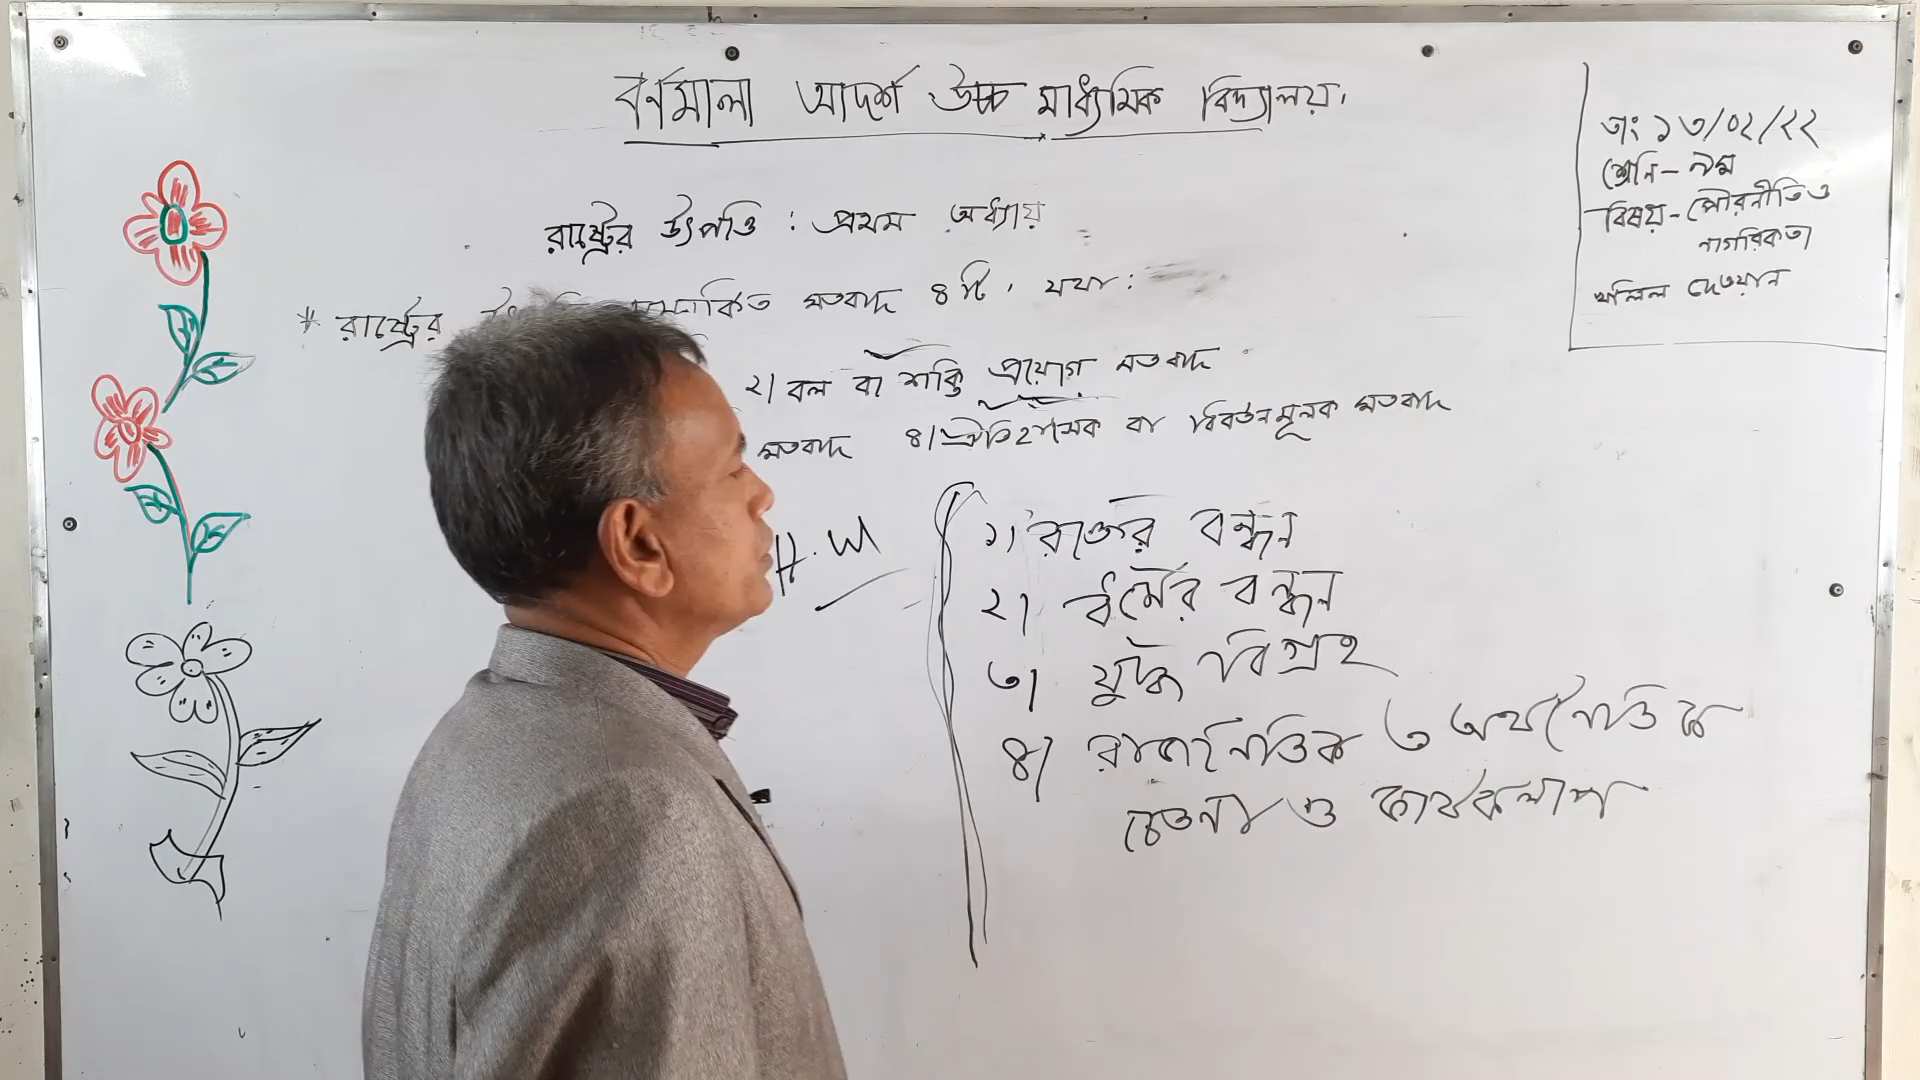 বর্ণমালা আদর্শ উচ্চ মাধ্যমিক বিদ্যালয়।
তাং ১৩/০২/২২
শ্রেনি - ৯ম
বিষয় - পৌরনীতি ও
নাগরিকতা
খলিল দেওয়ান
রাষ্ট্রের উৎপত্তি : প্রথম অধ্যায়
* রাষ্ট্রের মতবাদ ৪টি। যথা:
২) বল বা শক্তি প্রয়োগ মতবাদ
মতবাদ ৪) ঐতিহাসিক বা বিবর্তনমূলক মতবাদ
H.W
১) রক্তের বন্ধন
২) ধর্মের বন্ধন
৩) যুদ্ধ বিগ্রহ
৪) রাজনৈতিক ও অর্থনৈতিক
চেতনা ও কার্যকলাপ